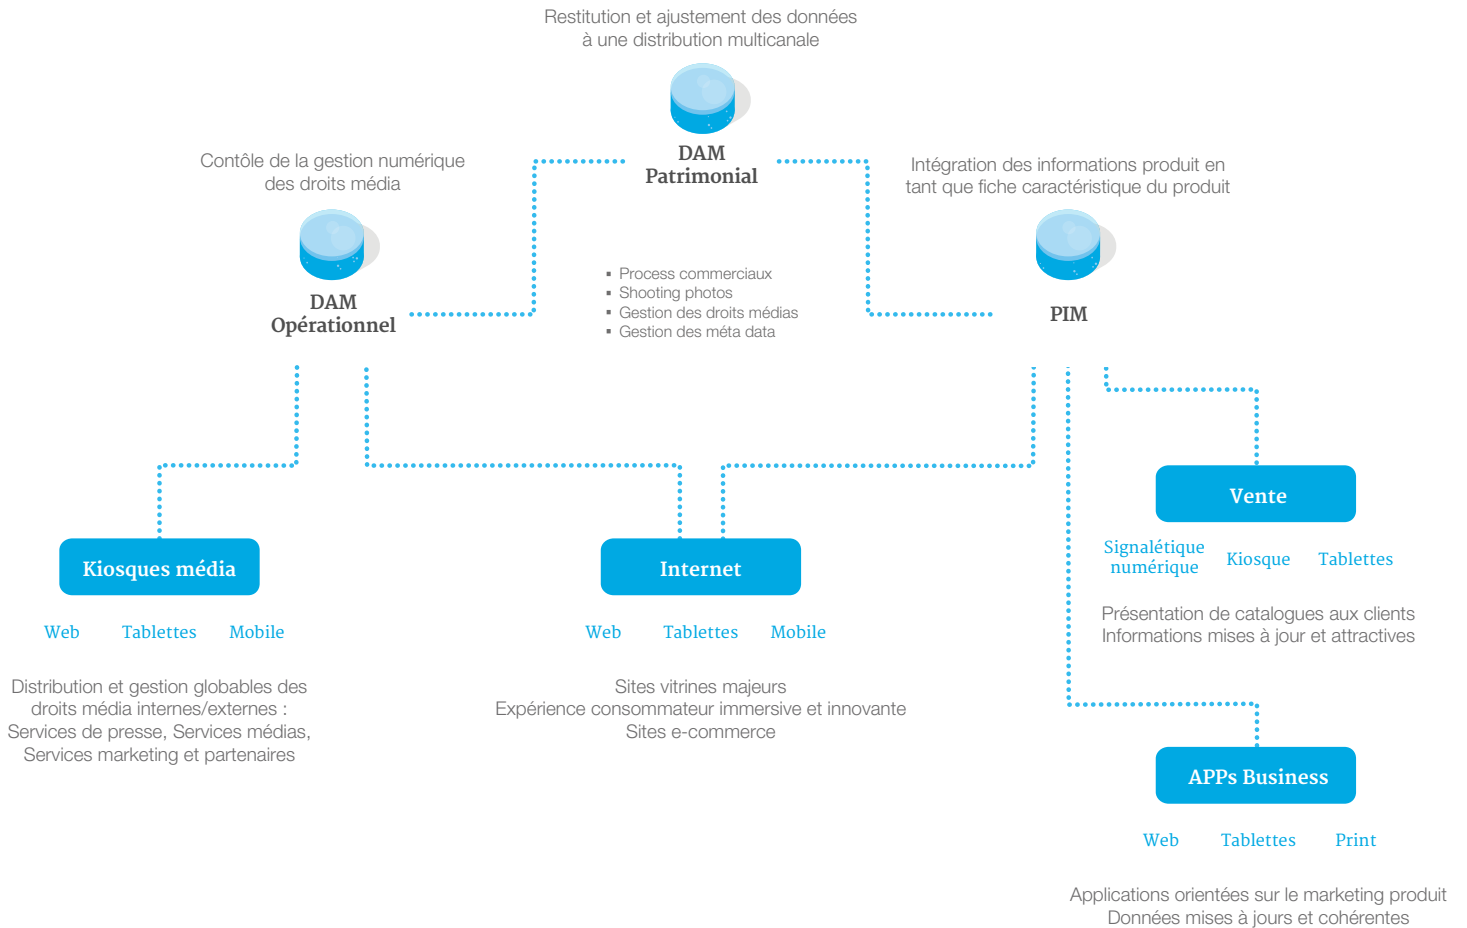 Restitution et ajustement des données
à une distribution multicanale
DAM
Patrimonial
Contôle de la gestion numérique
des droits média
DAM
Opérationnel
Intégration des informations produit en
tant que fiche caractéristique du produit
PIM
▪ Process commerciaux
▪ Shooting photos
▪ Gestion des droits médias
▪ Gestion des méta data
Kiosques média
Web Tablettes Mobile
Distribution et gestion globables des
droits média internes/externes :
Services de presse, Services médias,
Services marketing et partenaires
Internet
Web Tablettes Mobile
Sites vitrines majeurs
Expérience consommateur immersive et innovante
Sites e-commerce
Vente
Signalétique
numérique
Kiosque Tablettes
Présentation de catalogues aux clients
Informations mises à jour et attractives
APPs Business
Web Tablettes Print
Applications orientées sur le marketing produit
Données mises à jours et cohérentes